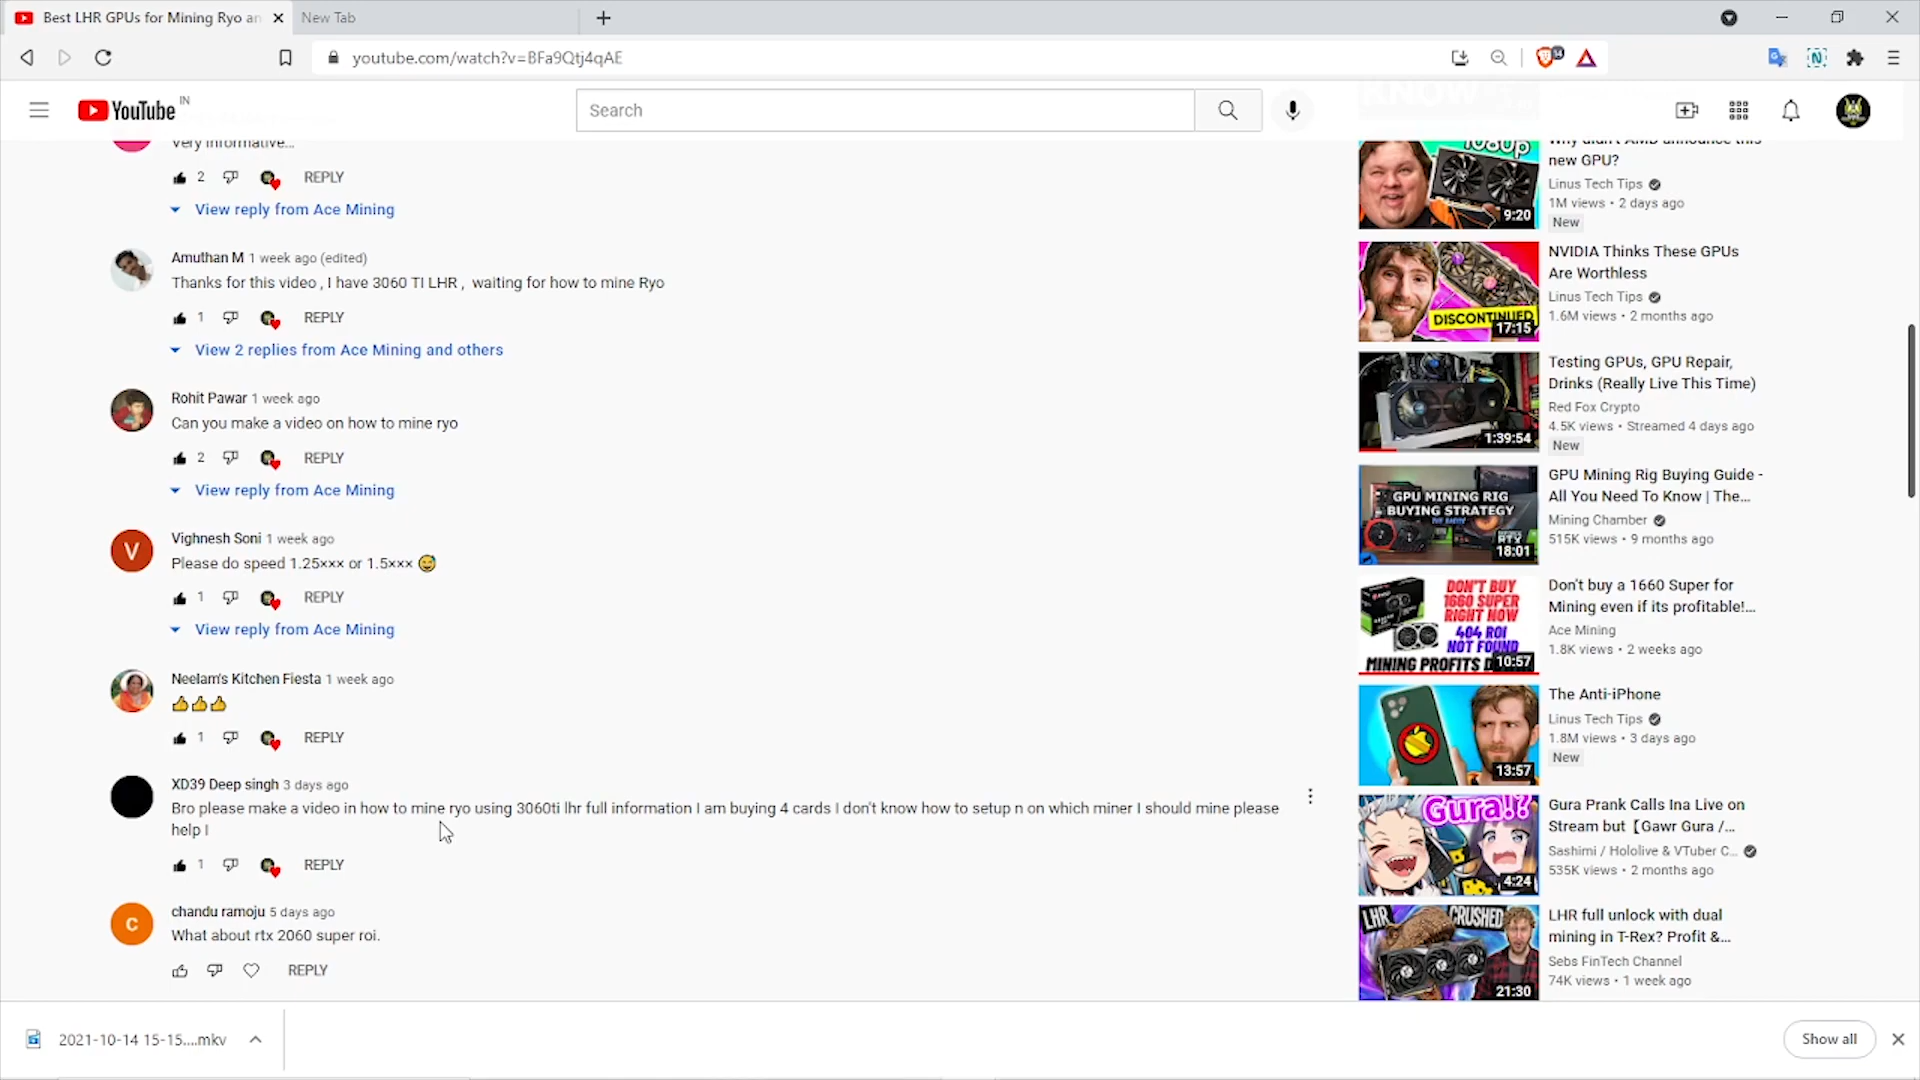 Best LHR GPUs for Mining Ryo an
New Tab
youtube.com/watch?v=BFa9Qtj4qAE
14
YouTube
IN
Search
Very informative...
2
REPLY
View reply from Ace Mining
Amuthan M 1 week ago (edited)
Thanks for this video , I have 3060 TI LHR , waiting for how to mine Ryo
1
REPLY
View 2 replies from Ace Mining and others
Rohit Pawar 1 week ago
Can you make a video on how to mine ryo
2
REPLY
View reply from Ace Mining
V
Vighnesh Soni 1 week ago
Please do speed 1.25××× or 1.5××× 😅
1
REPLY
View reply from Ace Mining
Neelam's Kitchen Fiesta 1 week ago
👍👍👍
1
REPLY
XD39 Deep singh 3 days ago
Bro please make a video in how to mine ryo using 3060ti lhr full information I am buying 4 cards I don't know how to setup n on which miner I should mine please
help I
1
REPLY
c
chandu ramoju 5 days ago
What about rtx 2060 super roi.
REPLY
1080p
9:20
Why didn't AMD announce this
new GPU?
Linus Tech Tips
1M views • 2 days ago
New
DISCONTINUED
17:15
NVIDIA Thinks These GPUs
Are Worthless
Linus Tech Tips
1.6M views • 2 months ago
1:39:54
Testing GPUs, GPU Repair,
Drinks (Really Live This Time)
Red Fox Crypto
4.5K views • Streamed 4 days ago
New
GPU MINING RIG
BUYING STRATEGY
RTX
18:01
GPU Mining Rig Buying Guide -
All You Need To Know | The...
Mining Chamber
515K views • 9 months ago
DON'T BUY
1660 SUPER
RIGHT NOW
404 ROI
NOT FOUND
MINING PROFITS D
10:57
Don't buy a 1660 Super for
Mining even if its profitable!...
Ace Mining
1.8K views • 2 weeks ago
13:57
The Anti-iPhone
Linus Tech Tips
1.8M views • 3 days ago
New
Gura!?
4:24
Gura Prank Calls Ina Live on
Stream but【Gawr Gura /...
Sashimi / Hololive & VTuber C...
535K views • 2 months ago
LHR
CRUSHED
21:30
LHR full unlock with dual
mining in T-Rex? Profit &...
Sebs FinTech Channel
74K views • 1 week ago
2021-10-14 15-15....mkv
Show all